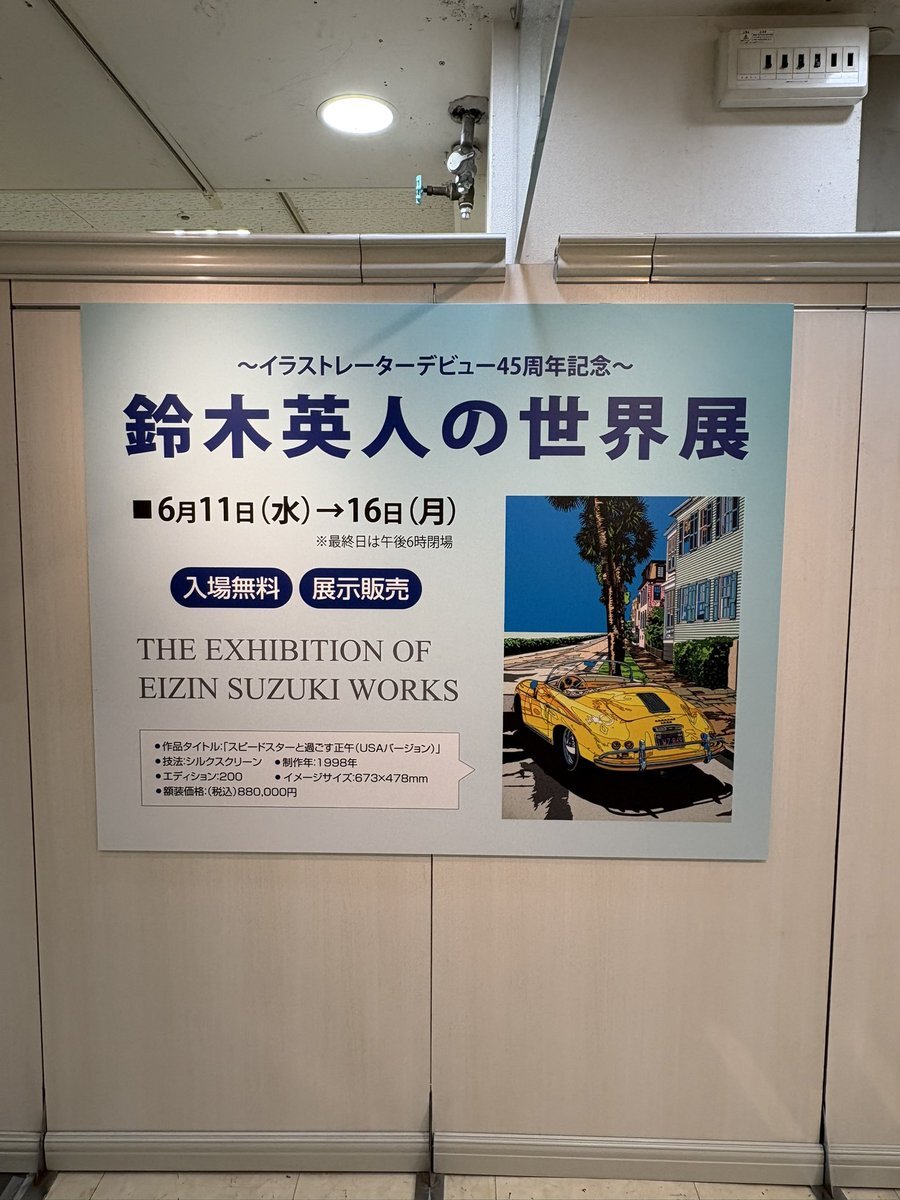 ～イラストレーターデビュー45周年記念～
鈴木英人の世界展
■6月11日（水）→16日（月）
※最終日は午後6時閉場
入場無料 展示販売
THE EXHIBITION OF
EIZIN SUZUKI WORKS
●作品タイトル:「スピードスターと過ごす正午（USAバージョン）」
●技法:シルクスクリーン ●制作年:1998年
●エディション:200 ●イメージサイズ:673×478mm
●額装価格:（税込）880,000円